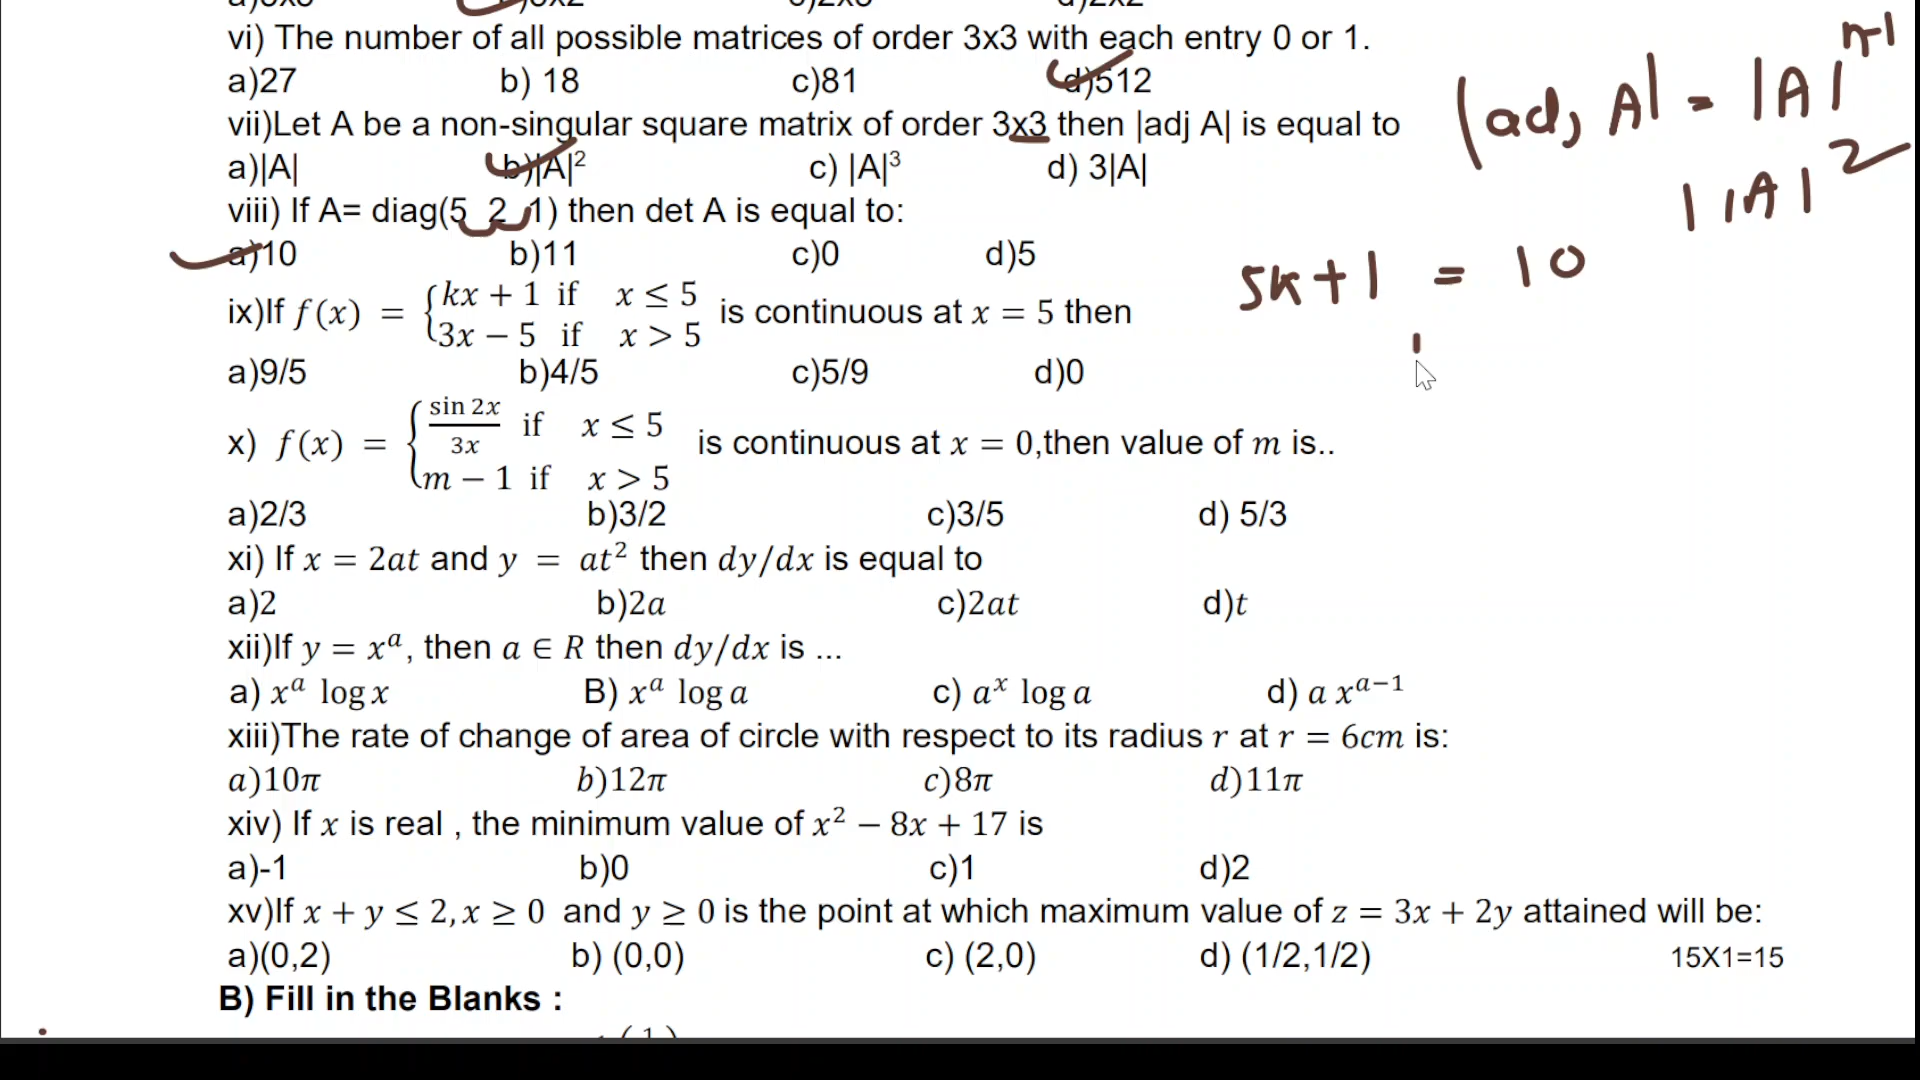 a)3x3 b)3x2 c)2x3 d)2x2
vi) The number of all possible matrices of order 3x3 with each entry 0 or 1.
a)27 b) 18 c)81 d)512
vii)Let A be a non-singular square matrix of order 3x3 then |adj A| is equal to
a)|A| b)|A|² c) |A|³ d) 3|A|
viii) If A= diag(5 2 1) then det A is equal to:
a)10 b)11 c)0 d)5
ix)If f(x) = { kx + 1 if x ≤ 5
3x − 5 if x > 5 is continuous at x = 5 then
a)9/5 b)4/5 c)5/9 d)0
x) f(x) = { sin 2x / 3x if x ≤ 5
m − 1 if x > 5 is continuous at x = 0,then value of m is..
a)2/3 b)3/2 c)3/5 d) 5/3
xi) If x = 2at and y = at² then dy/dx is equal to
a)2 b)2a c)2at d)t
xii)If y = xᵃ, then a ∈ R then dy/dx is ...
a) xᵃ log x B) xᵃ log a c) aˣ log a d) a xᵃ⁻¹
xiii)The rate of change of area of circle with respect to its radius r at r = 6cm is:
a)10π b)12π c)8π d)11π
xiv) If x is real , the minimum value of x² − 8x + 17 is
a)-1 b)0 c)1 d)2
xv)If x + y ≤ 2, x ≥ 0 and y ≥ 0 is the point at which maximum value of z = 3x + 2y attained will be:
a)(0,2) b) (0,0) c) (2,0) d) (1/2,1/2) 15X1=15
B) Fill in the Blanks :
|adj A| = |A|ⁿ⁻¹
|A|²
5k+1 = 10